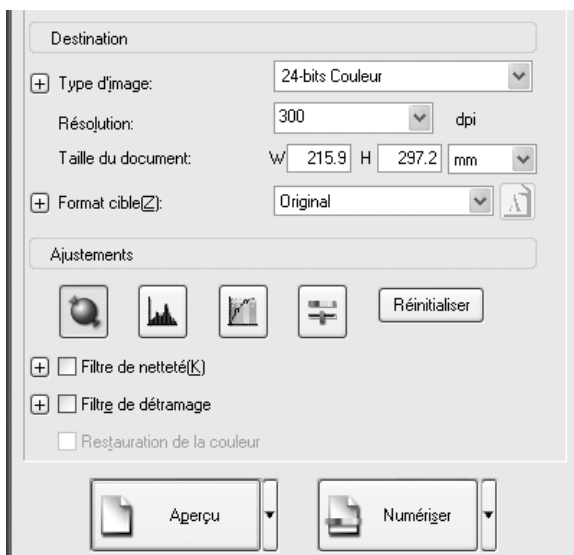 Destination
Type d'image: 24-bits Couleur
Résolution: 300 dpi
Taille du document: W 215.9 H 297.2 mm
Format cible(Z): Original
Ajustements
Réinitialiser
Filtre de netteté(K)
Filtre de détramage
Restauration de la couleur
Aperçu Numériser